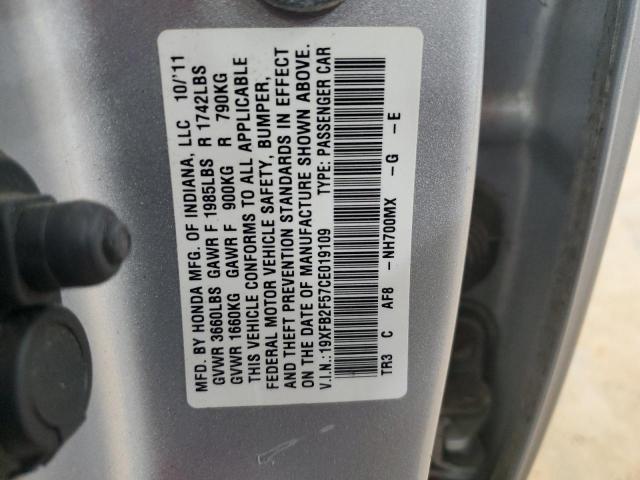 MFD. BY HONDA MFG. OF INDIANA, LLC 10/'11
GVWR 3660LBS GAWR F 1985LBS R 1742LBS
GVWR 1660KG GAWR F 900KG R 790KG
THIS VEHICLE CONFORMS TO ALL APPLICABLE
FEDERAL MOTOR VEHICLE SAFETY, BUMPER,
AND THEFT PREVENTION STANDARDS IN EFFECT
ON THE DATE OF MANUFACTURE SHOWN ABOVE.
V.I.N.:19XFB2F57CE019109 TYPE: PASSENGER CAR
TR3 C AF8 - NH700MX - G - E